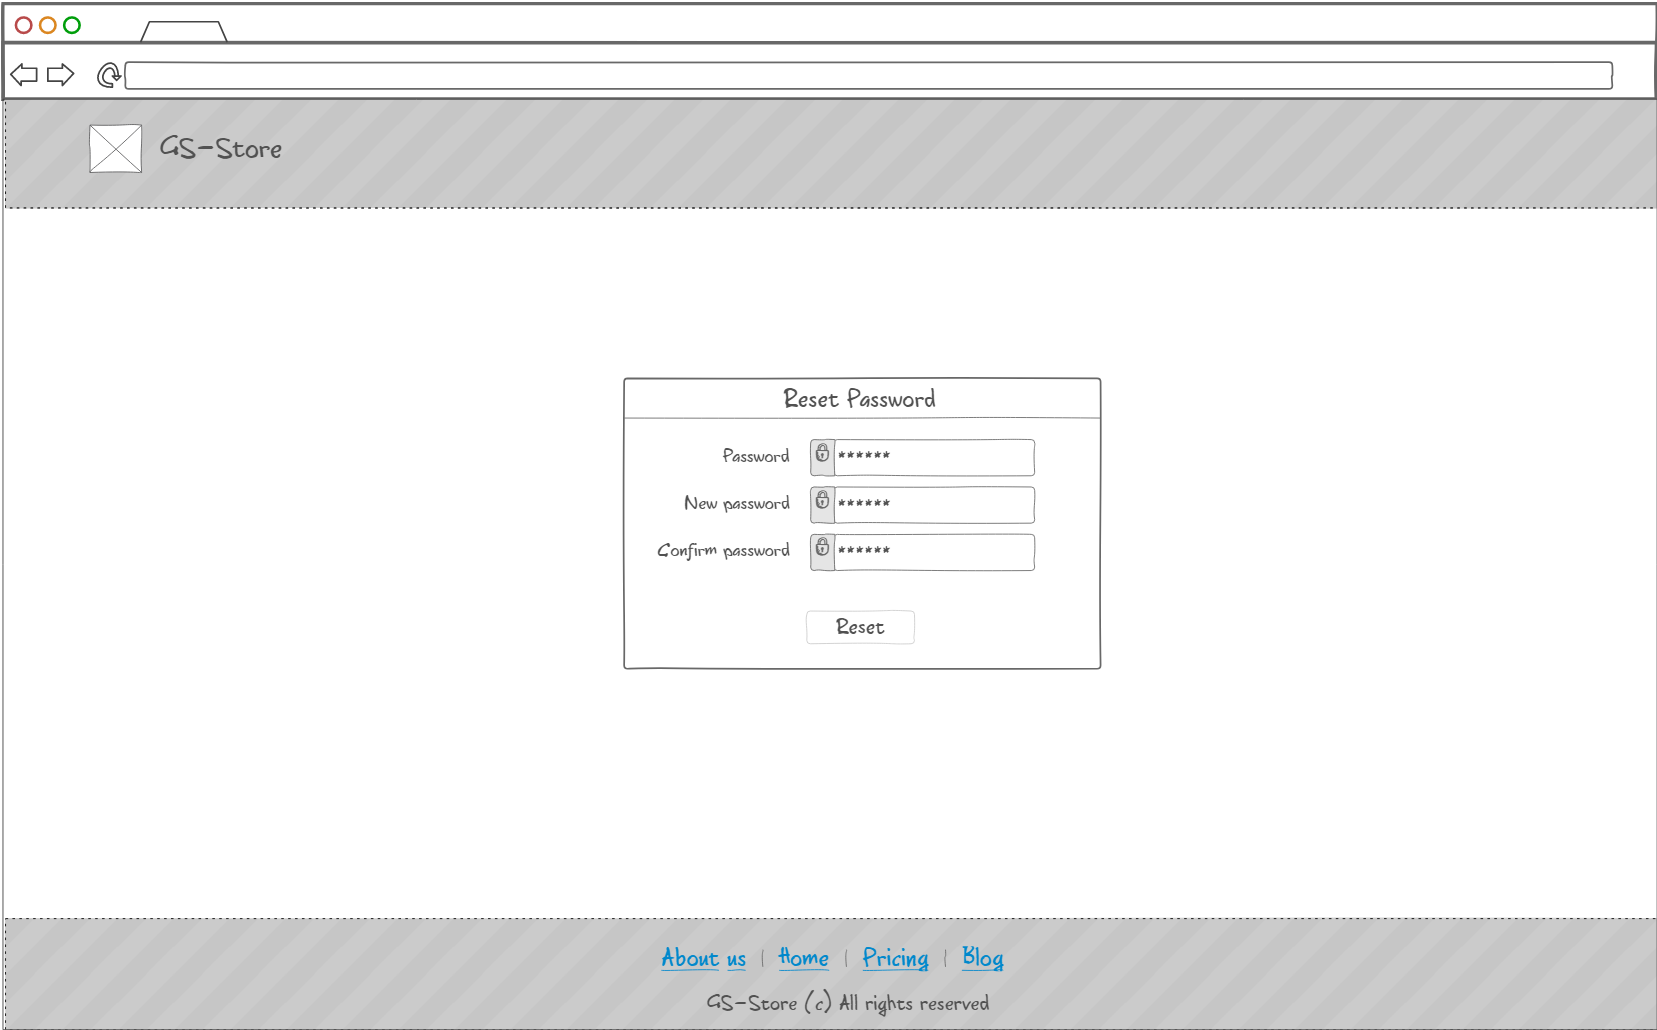 GS-Store
Reset Password
Password ******
New password ******
Confirm password ******
Reset
About us | Home | Pricing | Blog
GS-Store (c) All rights reserved